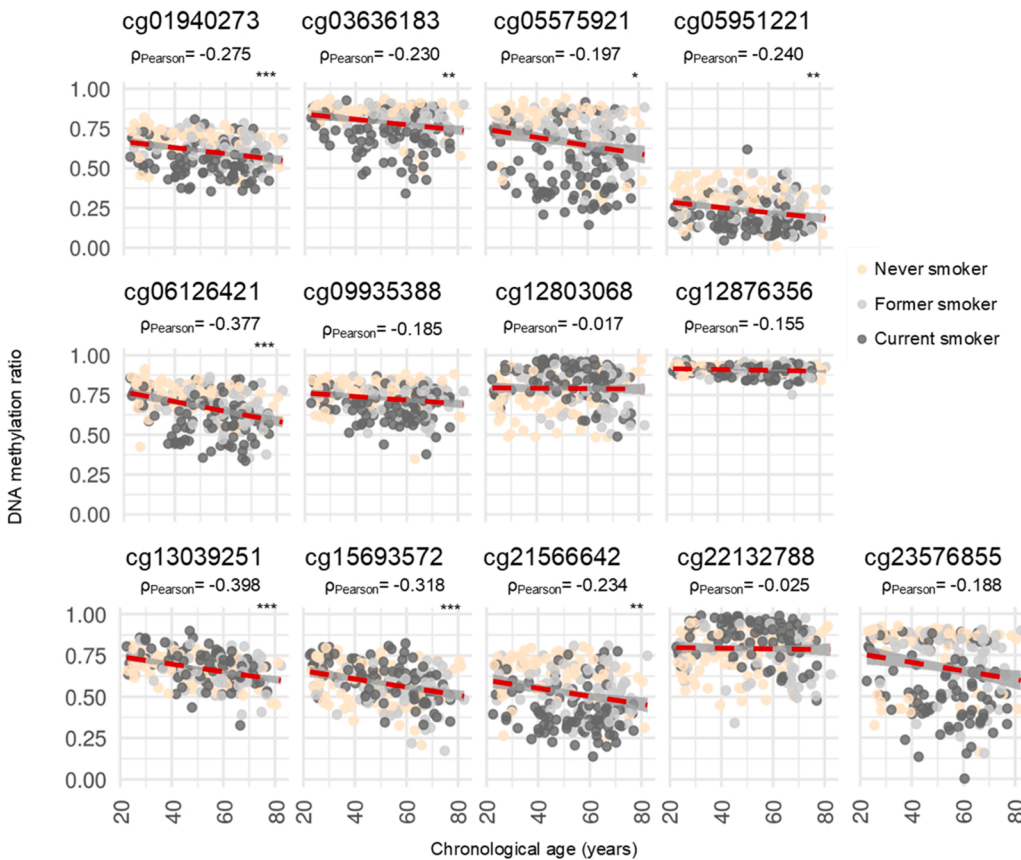 cg01940273 cg03636183 cg05575921 cg05951221
ρPearson= -0.275 ρPearson= -0.230 ρPearson= -0.197 ρPearson= -0.240
*** ** * **
1.00
0.75
0.50
0.25
0.00
Never smoker
Former smoker
Current smoker
cg06126421 cg09935388 cg12803068 cg12876356
ρPearson= -0.377 ρPearson= -0.185 ρPearson= -0.017 ρPearson= -0.155
***
1.00
0.75
0.50
0.25
0.00
DNA methylation ratio
cg13039251 cg15693572 cg21566642 cg22132788 cg23576855
ρPearson= -0.398 ρPearson= -0.318 ρPearson= -0.234 ρPearson= -0.025 ρPearson= -0.188
*** *** **
1.00
0.75
0.50
0.25
0.00
20 40 60 80 20 40 60 80 20 40 60 80 20 40 60 80 20 40 60 80
Chronological age (years)